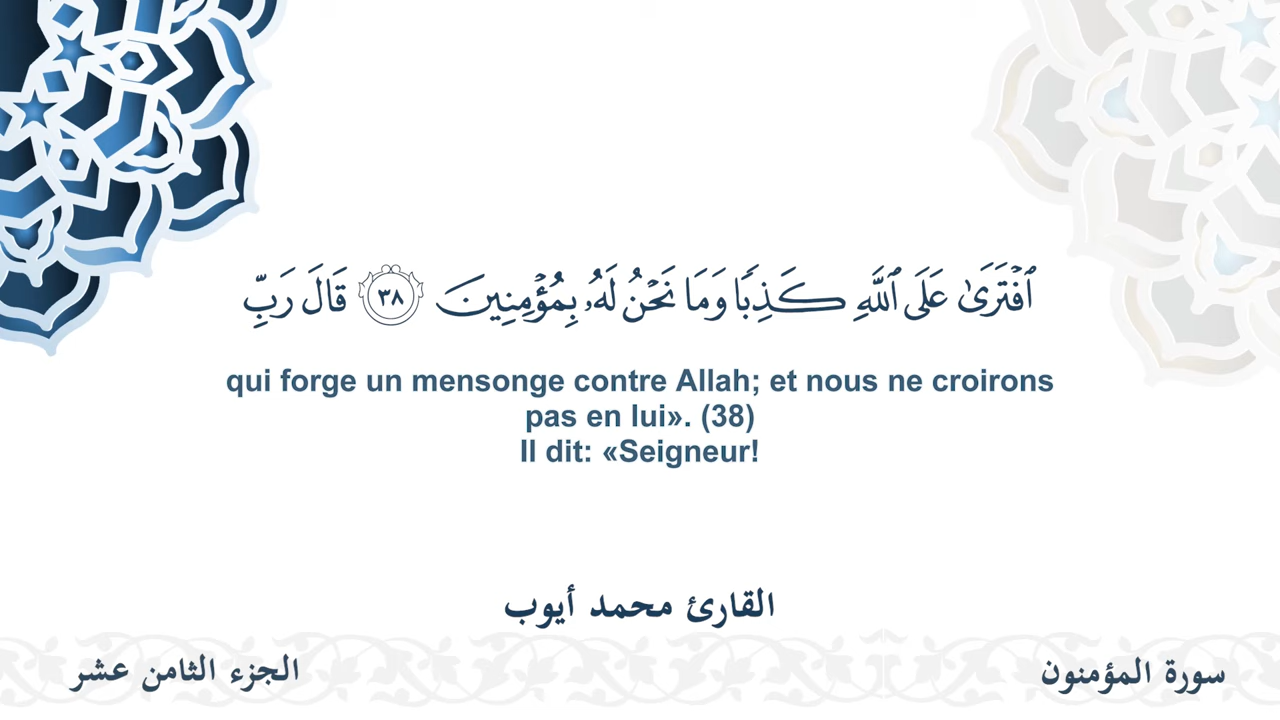 ٱفۡتَرَىٰ عَلَى ٱللَّهِ كَذِبٗا وَمَا نَحۡنُ لَهُۥ بِمُؤۡمِنِينَ ٣٨ قَالَ رَبِّ
qui forge un mensonge contre Allah; et nous ne croirons
pas en lui». (38)
Il dit: «Seigneur!
القارئ محمد أيوب
سورة المؤمنون
الجزء الثامن عشر